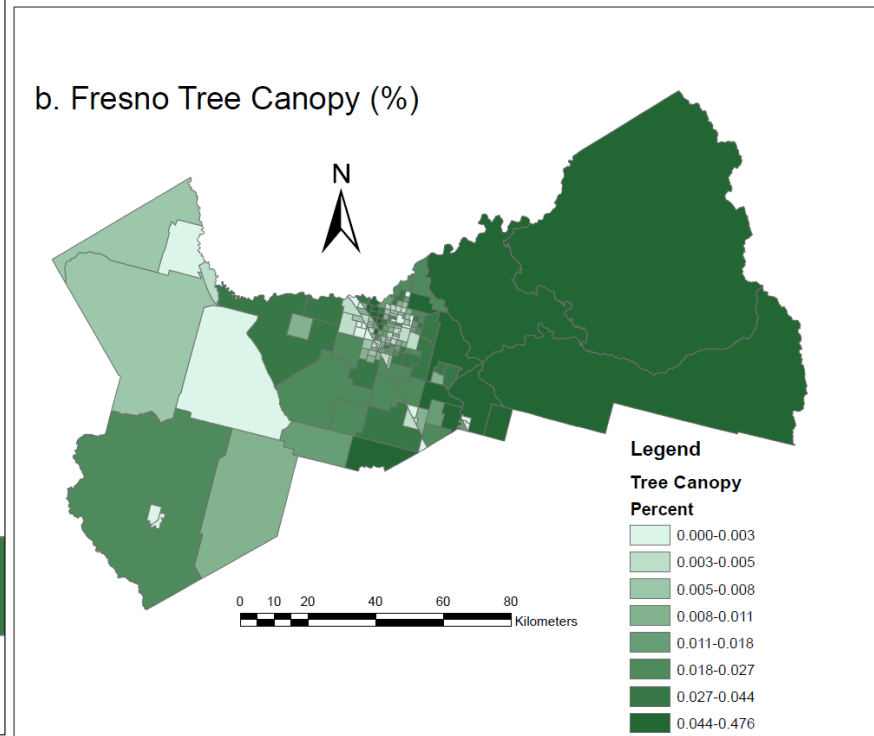 b. Fresno Tree Canopy (%)
N
Legend
Tree Canopy
Percent
0.000-0.003
0.003-0.005
0.005-0.008
0.008-0.011
0.011-0.018
0.018-0.027
0.027-0.044
0.044-0.476
0 10 20 40 60 80
Kilometers